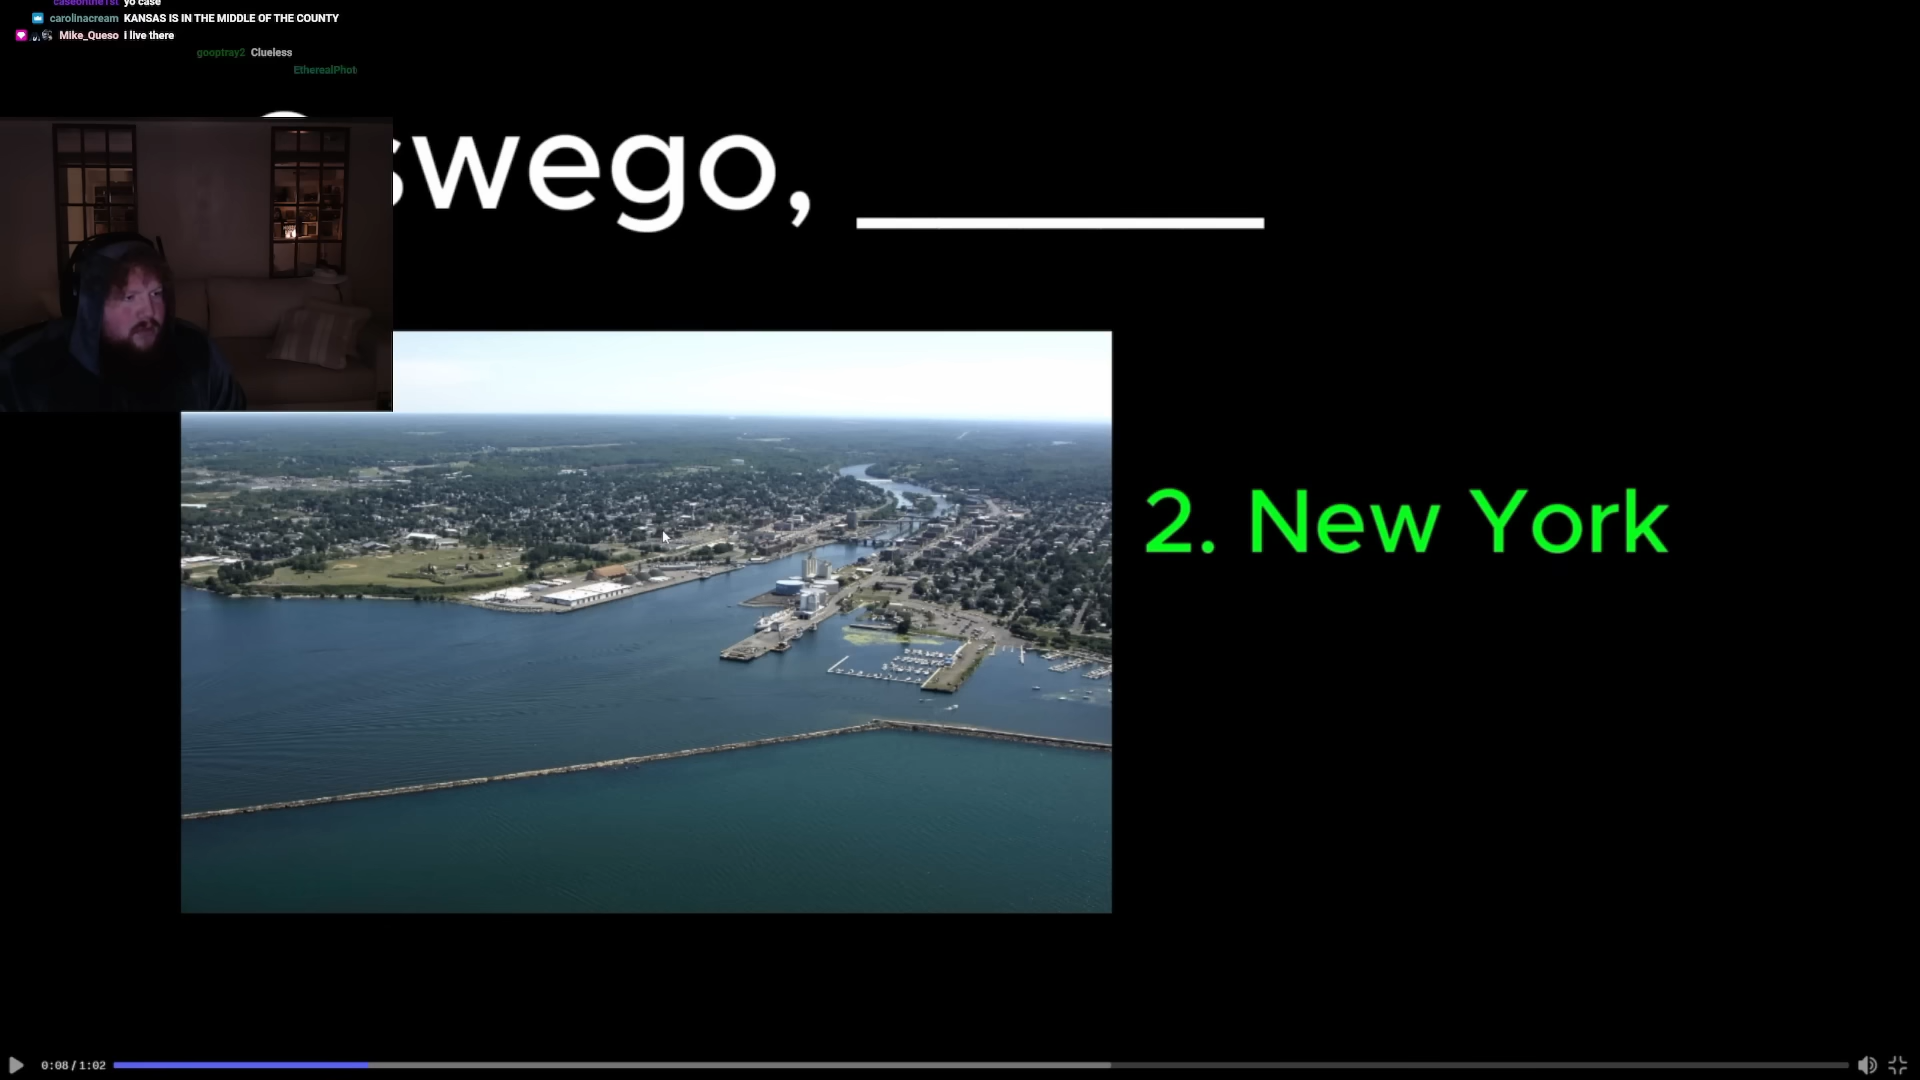 yo case
carolinacream KANSAS IS IN THE MIDDLE OF THE COUNTY
Mike_Queso i live there
gooptray2 Clueless
EtherealPhot
swego, ________
2. New York
0:08 / 1:02